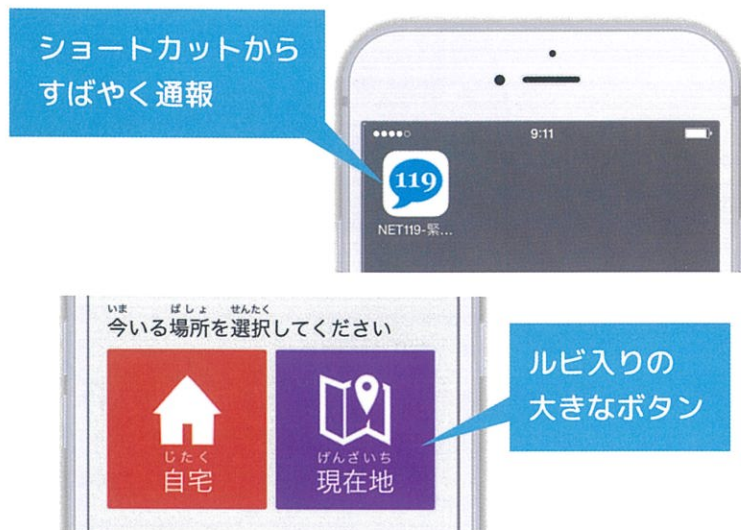 ショートカットから
すばやく通報
9:11
119
NET119-緊...
いま ばしょ せんたく
今いる場所を選択してください
じたく
自宅
げんざいち
現在地
ルビ入りの
大きなボタン